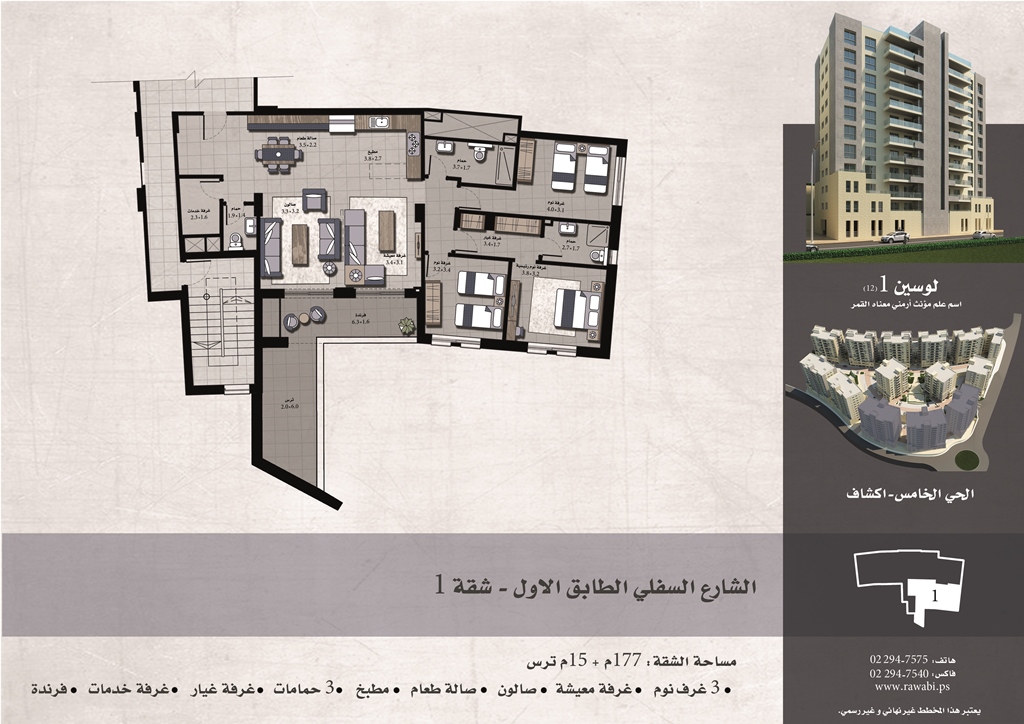 صالة طعام
3.5×2.2
مطبخ
3.8×2.7
حمام
3.7×1.7
غرفة نوم
4.0×3.1
غرفة خدمات
2.3×1.6
حمام
1.9×1.4
صالون
3.3×3.2
غرفة معيشة
3.4×3.1
غرفة غيار
3.4×1.7
حمام
2.7×1.7
غرفة نوم
3.2×3.4
غرفة نوم رئيسية
3.8×3.2
فرندة
6.3×1.6
ترس
2.0×6.0
لوسين 1 (12)
اسم علم مؤنث أرمني معناه القمر
الحي الخامس-اكشاف
1
الشارع السفلي الطابق الاول - شقة 1
مساحة الشقة: 177م + 15م ترس
• 3 غرف نوم • غرفة معيشة • صالون • صالة طعام • مطبخ • 3 حمامات • غرفة غيار • غرفة خدمات • فرندة
هاتف: 02 294-7575
فاكس: 02 294-7540
www.rawabi.ps
يعتبر هذا المخطط غير نهائي و غير رسمي.